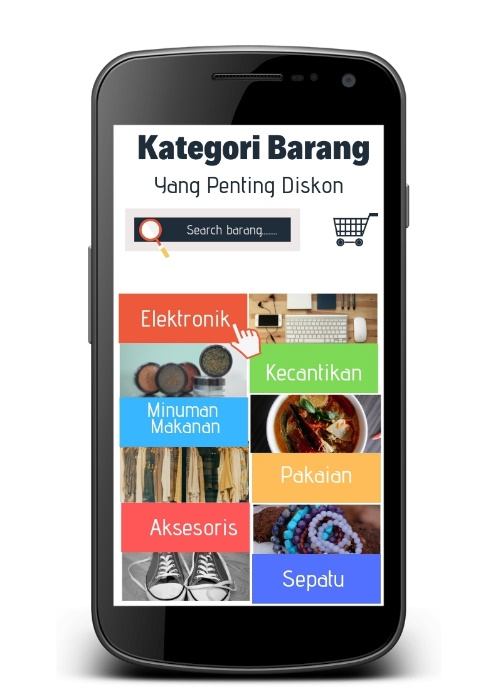 Kategori Barang
Yang Penting Diskon
Search barang........
Elektronik
Kecantikan
Minuman
Makanan
Pakaian
Aksesoris
Sepatu